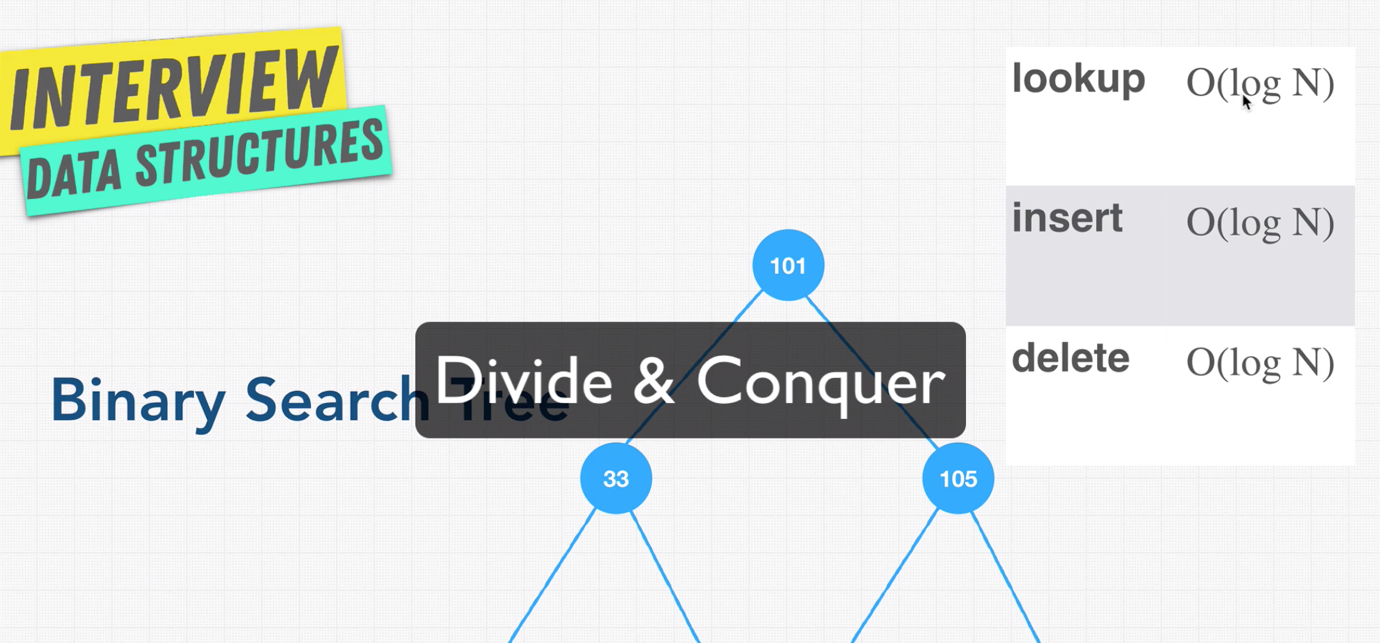 INTERVIEW
DATA STRUCTURES
lookup O(log N)
insert O(log N)
delete O(log N)
Binary Search Tree
Divide & Conquer
101
33
105